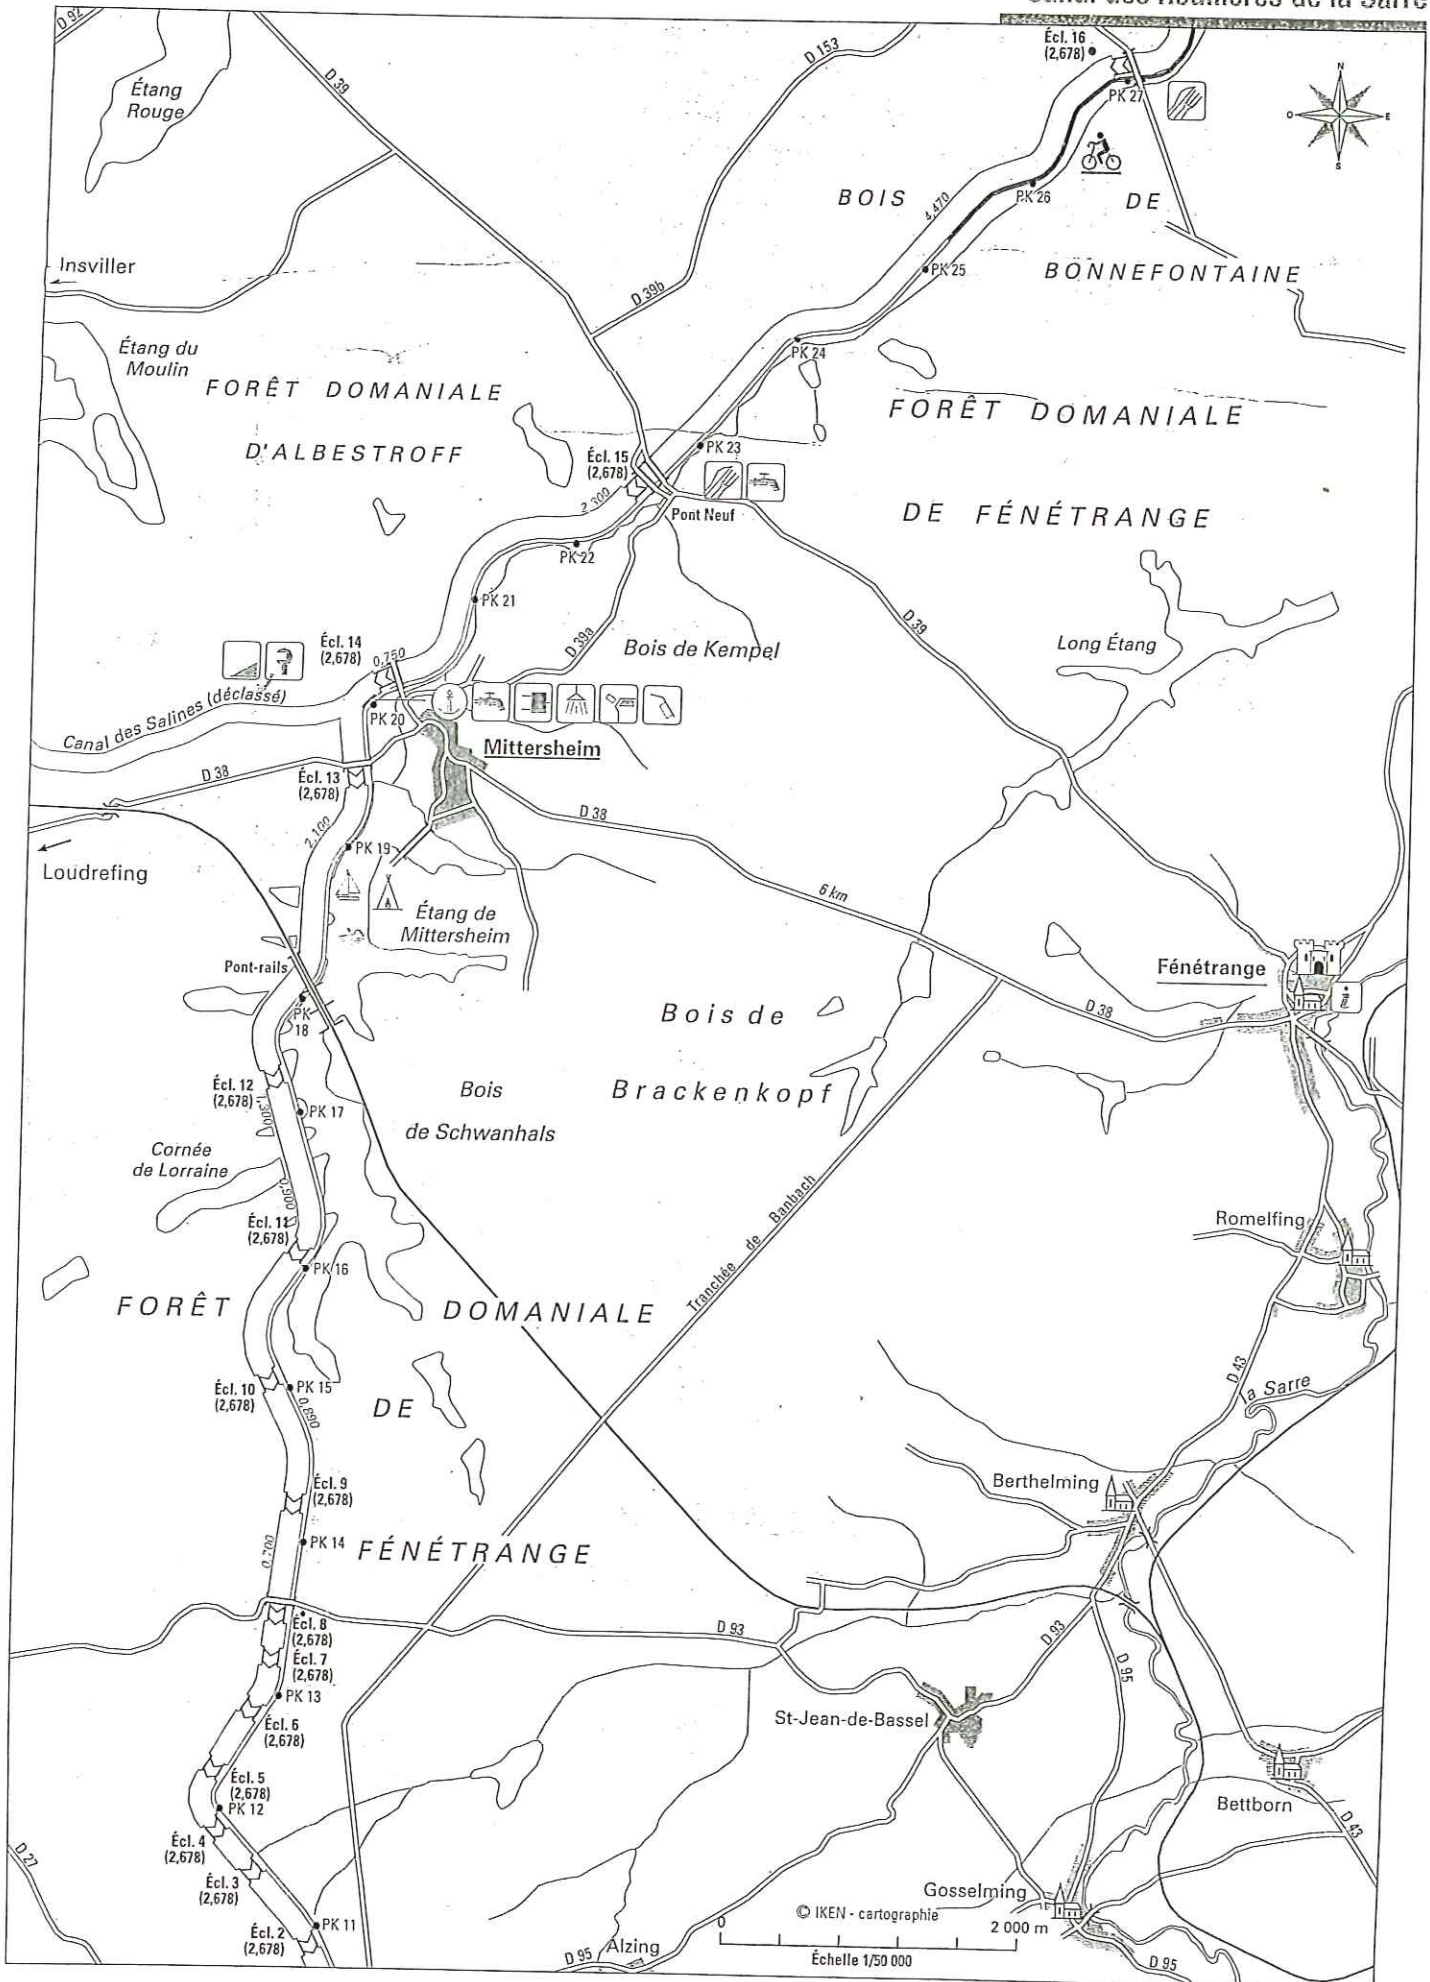 D 92
Écl. 16
(2,678)
PK 27
N
O
E
S
Étang
Rouge
D 39
D 153
BOIS
4,470
PK 26
DE
PK 25
BONNEFONTAINE
Insviller
D 39b
Étang du
Moulin
PK 24
FORÊT DOMANIALE
D'ALBESTROFF
FORÊT DOMANIALE
DE FÉNÉTRANGE
PK 23
Écl. 15
(2,678)
2,300
Pont Neuf
PK 22
PK 21
D 39
D 39a
Bois de Kempel
Long Étang
Écl. 14
(2,678)
0,750
Canal des Salines (déclassé)
PK 20
Mittersheim
D 38
Écl. 13
(2,678)
D 38
2,100
PK 19
Loudrefing
6 km
Étang de
Mittersheim
Pont-rails
Fénétrange
PK
18
Bois de
Brackenkopf
D 38
Écl. 12
(2,678)
PK 17
Bois
de Schwanhals
Cornée
de Lorraine
0,900
Tranchée de Banbach
Écl. 11
(2,678)
Romelfing
PK 16
FORÊT
DOMANIALE
Écl. 10
(2,678)
PK 15
0,890
DE
D 43
la Sarre
Écl. 9
(2,678)
Berthelming
PK 14
0,700
FÉNÉTRANGE
Écl. 8
(2,678)
D 93
D 93
D 95
Écl. 7
(2,678)
PK 13
Écl. 6
(2,678)
St-Jean-de-Bassel
Écl. 5
(2,678)
PK 12
Bettborn
D 43
Écl. 4
(2,678)
D 27
Écl. 3
(2,678)
Gosselming
PK 11
Écl. 2
(2,678)
© IKEN - cartographie
0
2 000 m
Échelle 1/50 000
D 95
Alzing
D 95